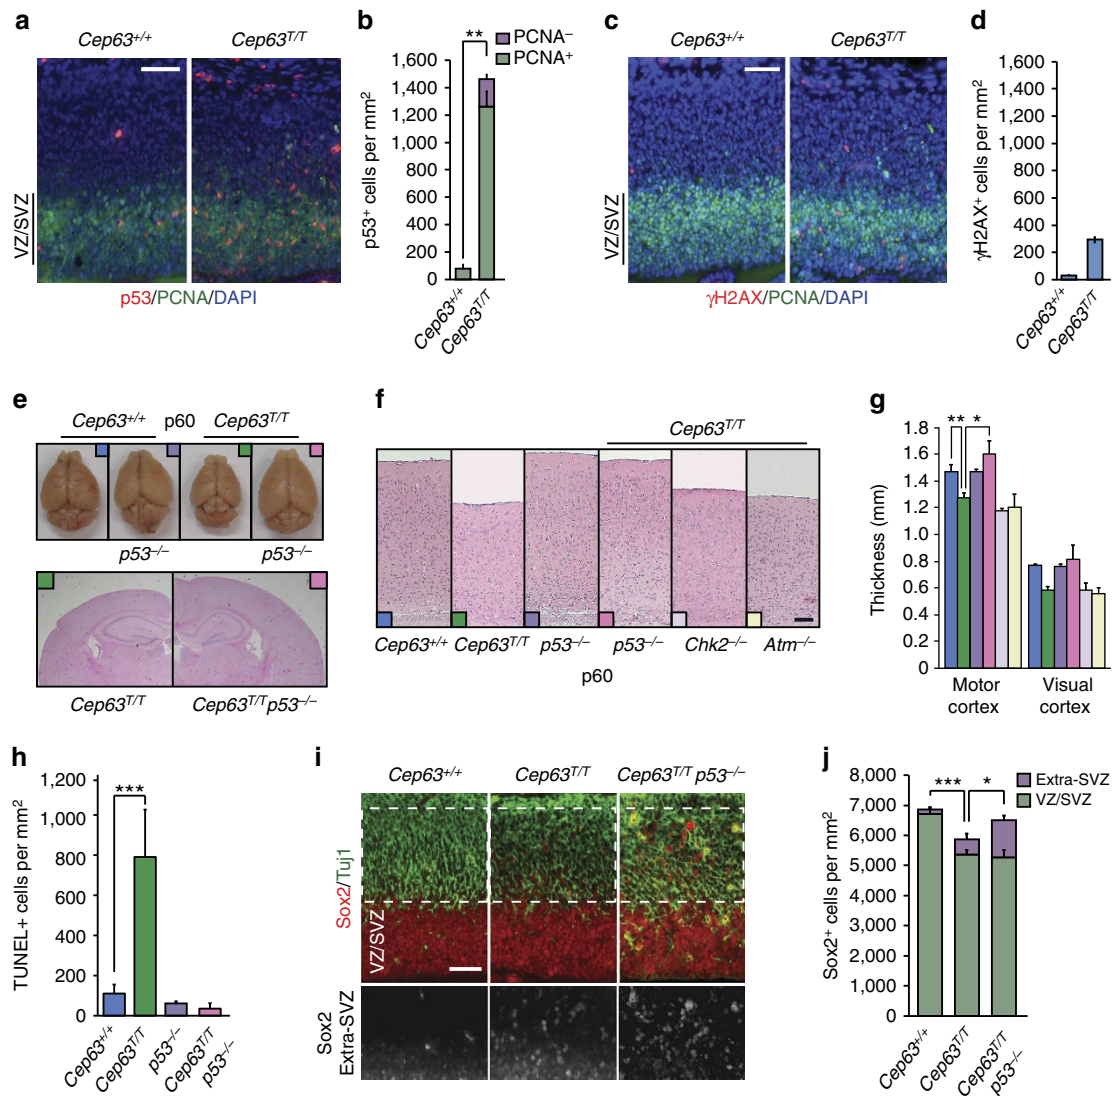 a
Cep63+/+ Cep63T/T
VZ/SVZ
p53/PCNA/DAPI
b
**
PCNA–
PCNA+
p53+ cells per mm2
1,600
1,400
1,200
1,000
800
600
400
200
0
Cep63+/+
Cep63T/T
c
Cep63+/+ Cep63T/T
VZ/SVZ
γH2AX/PCNA/DAPI
d
γH2AX+ cells per mm2
1,600
1,400
1,200
1,000
800
600
400
200
0
Cep63+/+
Cep63T/T
e
Cep63+/+ p60 Cep63T/T
p53–/– p53–/–
Cep63T/T Cep63T/Tp53–/–
f
Cep63T/T
Cep63+/+ Cep63T/T p53–/– p53–/– Chk2–/– Atm–/–
p60
g
** *
Thickness (mm)
1.8
1.6
1.4
1.2
1.0
0.8
0.6
0.4
0.2
0
Motor cortex
Visual cortex
h
***
TUNEL+ cells per mm2
1,200
1,000
800
600
400
200
0
Cep63+/+
Cep63T/T
p53–/–
Cep63T/T
p53–/–
i
Cep63+/+ Cep63T/T Cep63T/T p53–/–
Sox2/Tuj1
VZ/SVZ
Sox2
Extra-SVZ
j
*** *
Extra-SVZ
VZ/SVZ
Sox2+ cells per mm2
8,000
7,000
6,000
5,000
4,000
3,000
2,000
1,000
0
Cep63+/+
Cep63T/T
Cep63T/T
p53–/–